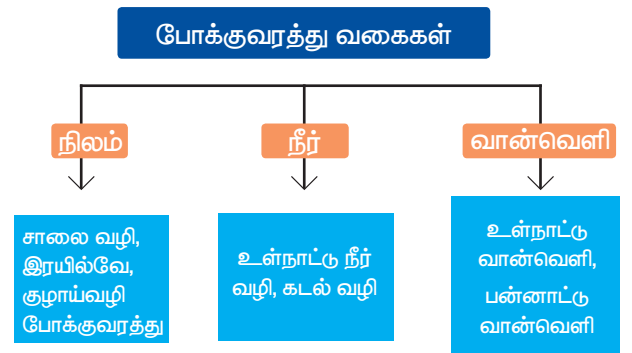 போக்குவரத்து வகைகள்
நிலம்
நீர்
வான்வெளி
சாலை வழி,
இரயில்வே,
குழாய்வழி
போக்குவரத்து
உள்நாட்டு நீர்
வழி, கடல் வழி
உள்நாட்டு
வான்வெளி,
பன்னாட்டு
வான்வெளி